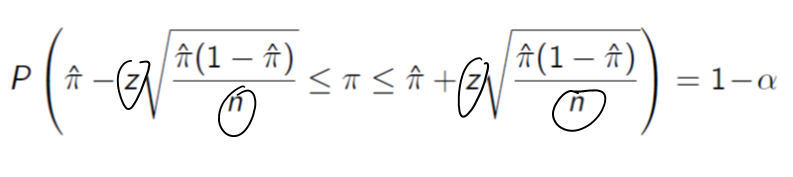 P ( π̂ − z √( π̂(1 − π̂) / n ) ≤ π ≤ π̂ + z √( π̂(1 − π̂) / n ) ) = 1 − α